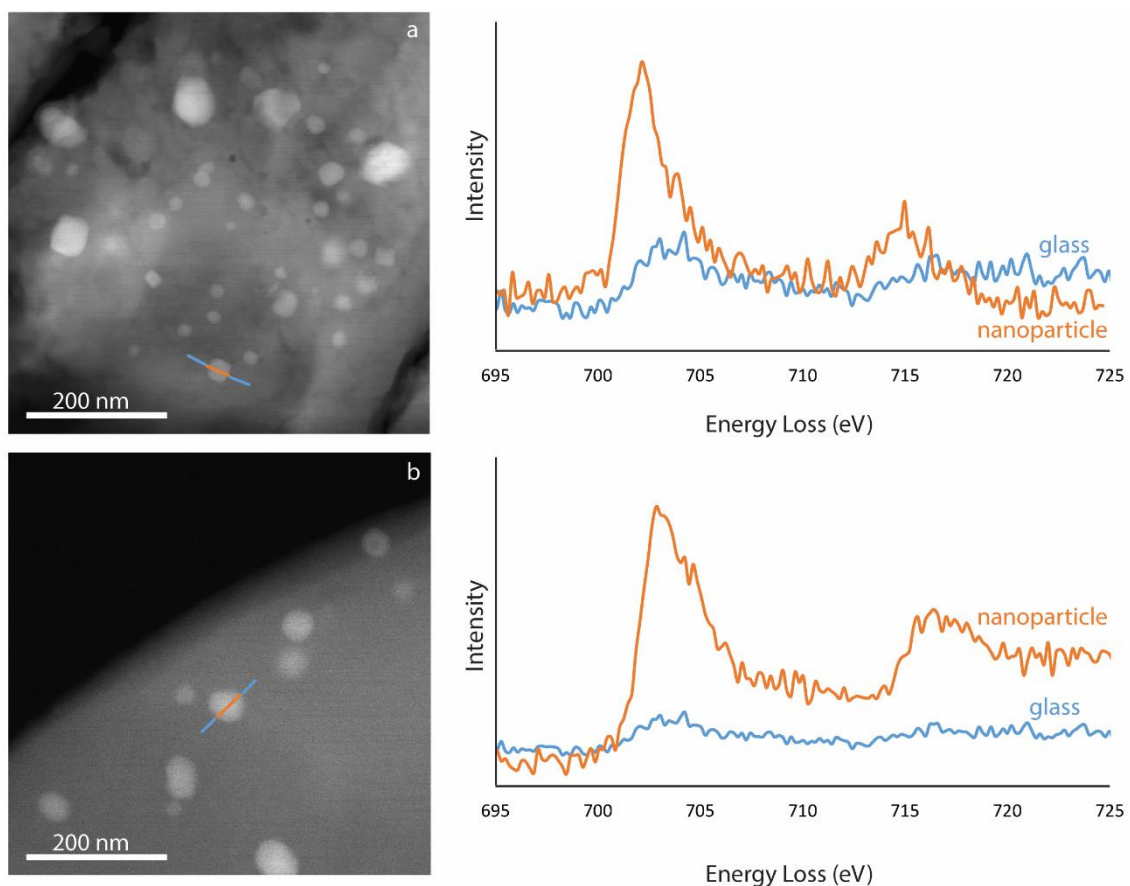 a
200 nm
Intensity
glass
nanoparticle
695 700 705 710 715 720 725
Energy Loss (eV)
b
200 nm
Intensity
nanoparticle
glass
695 700 705 710 715 720 725
Energy Loss (eV)